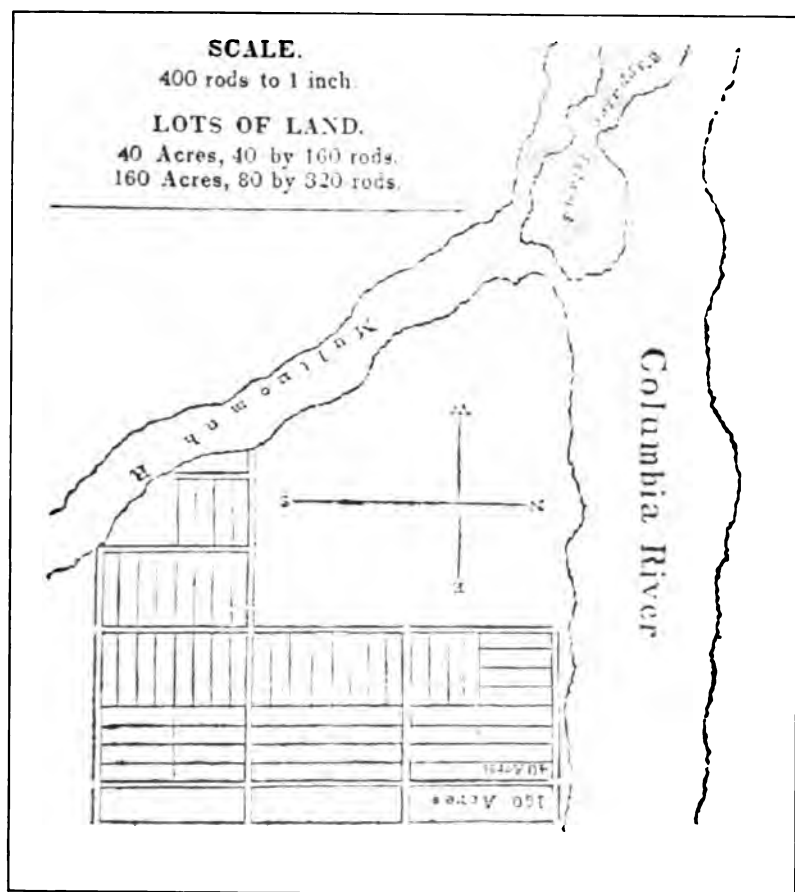 SCALE.
400 rods to 1 inch
LOTS OF LAND.
40 Acres, 40 by 160 rods.
160 Acres, 80 by 320 rods.
Multnomah R
Columbia River
W
S
N
E
40 Acres
160 Acres